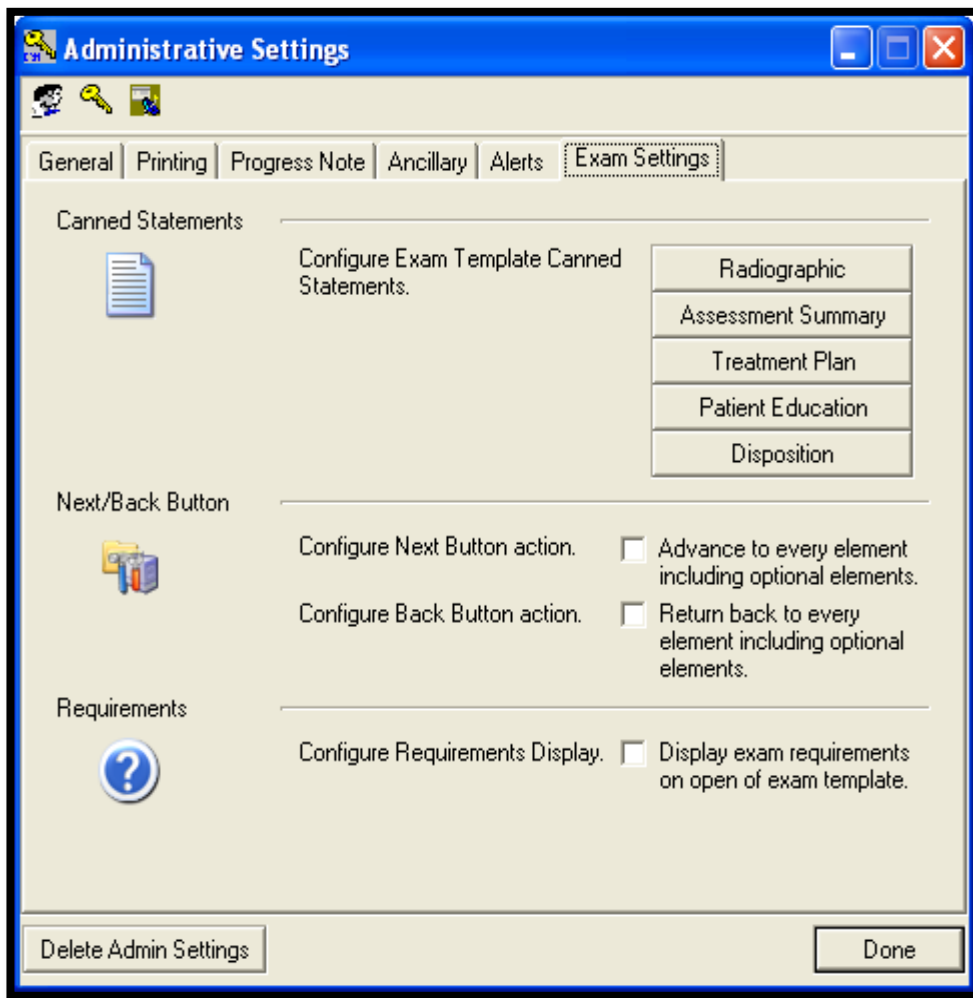 Administrative Settings
General Printing Progress Note Ancillary Alerts Exam Settings
Canned Statements
Configure Exam Template Canned
Statements.
Radiographic
Assessment Summary
Treatment Plan
Patient Education
Disposition
Next/Back Button
Configure Next Button action.
Advance to every element
including optional elements.
Configure Back Button action.
Return back to every
element including optional
elements.
Requirements
Configure Requirements Display.
Display exam requirements
on open of exam template.
Delete Admin Settings
Done